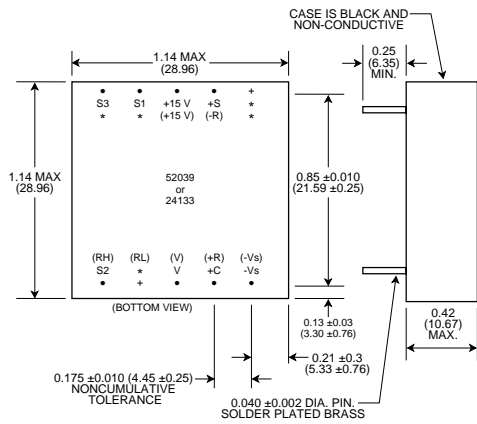 CASE IS BLACK AND
NON-CONDUCTIVE
1.14 MAX
(28.96)
0.25
(6.35)
MIN.
S3 S1 +15 V +S +
* * (+15 V) (-R) *
*
1.14 MAX
(28.96)
52039
or
24133
0.85 ±0.010
(21.59 ±0.25)
(RH) (RL) (V) (+R) (-Vs)
S2 * V +C -Vs
+
(BOTTOM VIEW)
0.13 ±0.03
(3.30 ±0.76)
0.42
(10.67)
MAX.
0.21 ±0.3
(5.33 ±0.76)
0.175 ±0.010 (4.45 ±0.25)
NONCUMULATIVE
TOLERANCE
0.040 ±0.002 DIA. PIN.
SOLDER PLATED BRASS